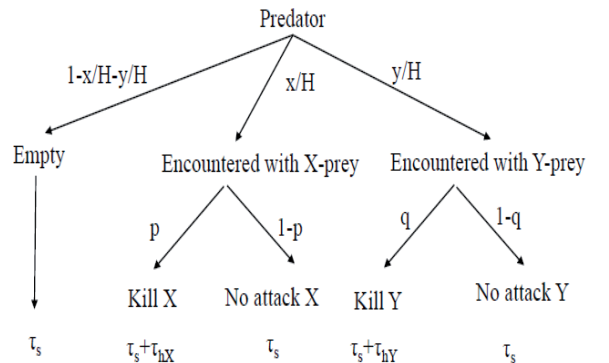 Predator
1-x/H-y/H
x/H
y/H
Empty
Encountered with X-prey
Encountered with Y-prey
p
1-p
q
1-q
Kill X
No attack X
Kill Y
No attack Y
τs
τs+τhX
τs
τs+τhY
τs